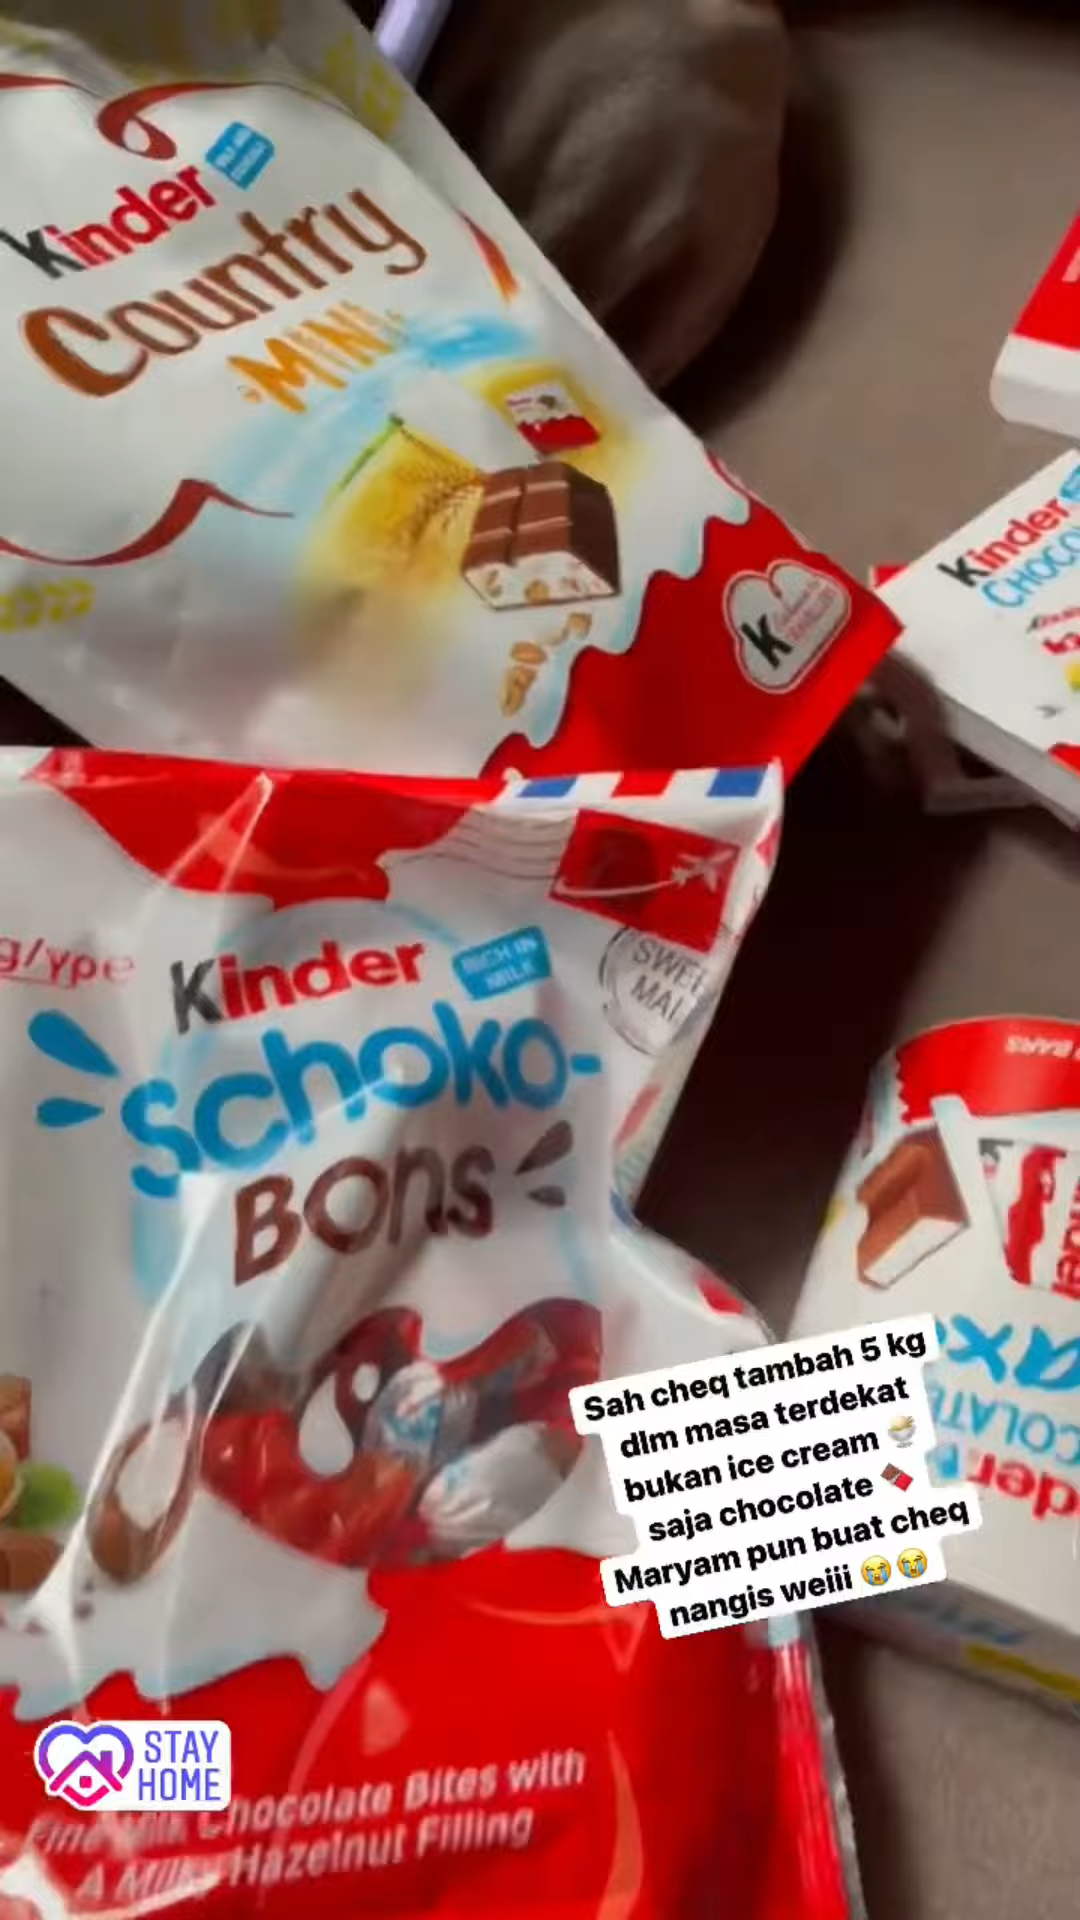 Kinder
Country
MINI
Kinder
CHOCO
g/ype
Kinder
RICH IN
MILK
schoko-
Bons
BARS
Sah cheq tambah 5 kg
dlm masa terdekat
bukan ice cream 🍨
saja chocolate 🍫
Maryam pun buat cheq
nangis weiii 😭😭
STAY
HOME
Chocolate Bites with
A Milky Hazelnut Filling